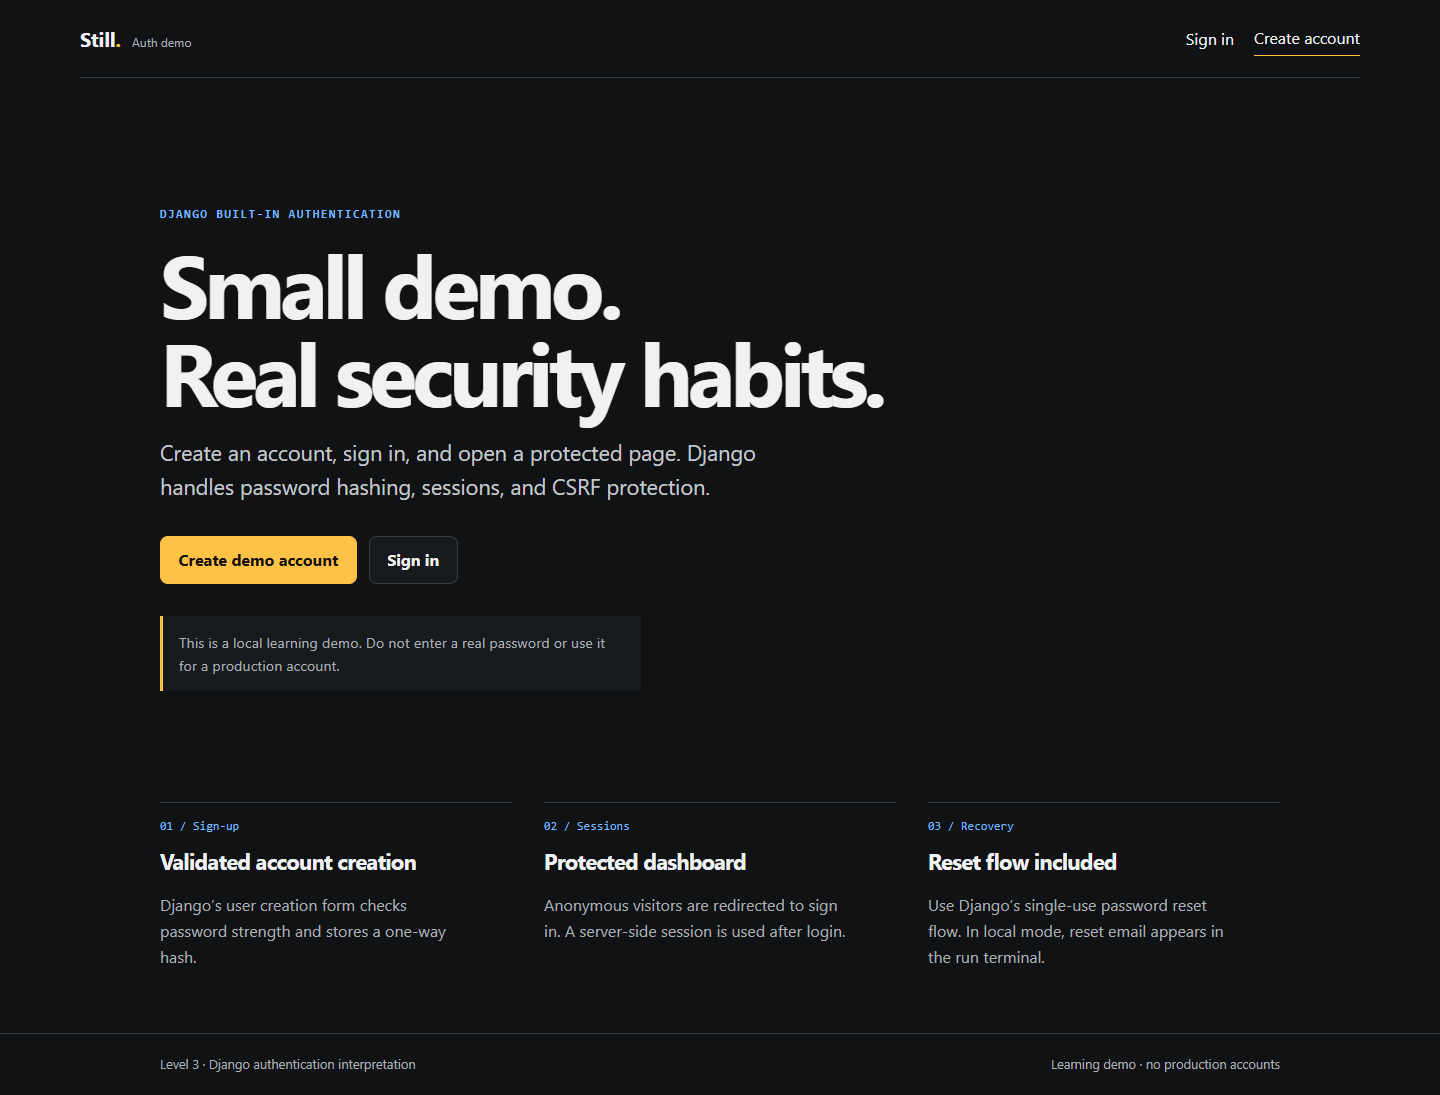 Still. Auth demo
Sign in Create account
DJANGO BUILT-IN AUTHENTICATION
Small demo.
Real security habits.
Create an account, sign in, and open a protected page. Django
handles password hashing, sessions, and CSRF protection.
Create demo account
Sign in
This is a local learning demo. Do not enter a real password or use it
for a production account.
01 / Sign-up
Validated account creation
Django’s user creation form checks
password strength and stores a one-way
hash.
02 / Sessions
Protected dashboard
Anonymous visitors are redirected to sign
in. A server-side session is used after login.
03 / Recovery
Reset flow included
Use Django’s single-use password reset
flow. In local mode, reset email appears in
the run terminal.
Level 3 · Django authentication interpretation
Learning demo · no production accounts